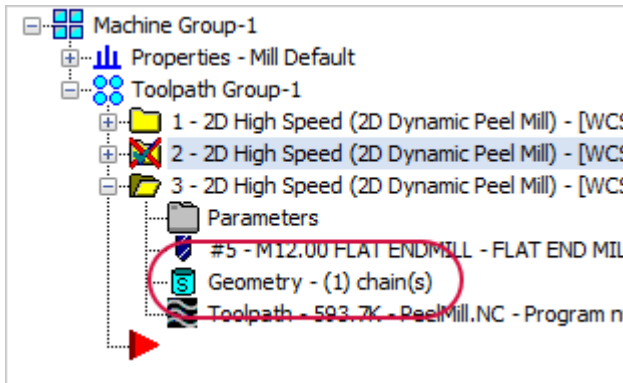 Machine Group-1
Properties - Mill Default
Toolpath Group-1
1 - 2D High Speed (2D Dynamic Peel Mill) - [WCS
2 - 2D High Speed (2D Dynamic Peel Mill) - [WCS
3 - 2D High Speed (2D Dynamic Peel Mill) - [WCS
Parameters
#5 - M12.00 FLAT ENDMILL - FLAT END MIL
S Geometry - (1) chain(s)
Toolpath - 593.7K - PeelMill.NC - Program n